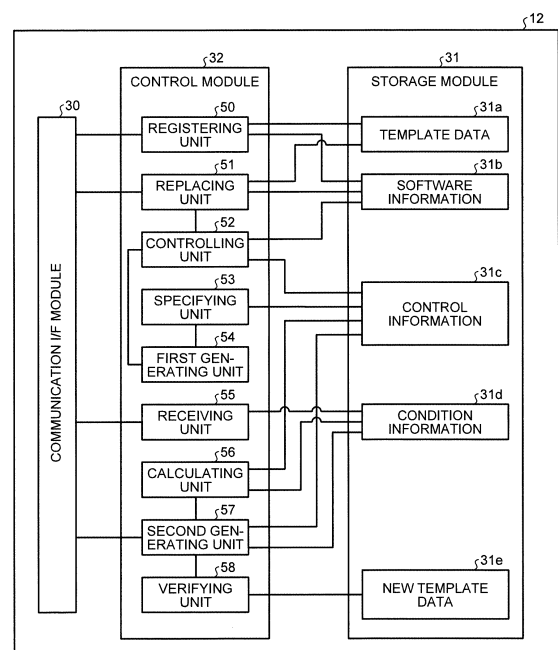 12
32
CONTROL MODULE
31
STORAGE MODULE
30
COMMUNICATION I/F MODULE
50
REGISTERING
UNIT
51
REPLACING
UNIT
52
CONTROLLING
UNIT
53
SPECIFYING UNIT
54
FIRST GEN-
ERATING UNIT
55
RECEIVING
UNIT
56
CALCULATING
UNIT
57
SECOND GEN-
ERATING UNIT
58
VERIFYING
UNIT
31a
TEMPLATE DATA
31b
SOFTWARE
INFORMATION
31c
CONTROL
INFORMATION
31d
CONDITION
INFORMATION
31e
NEW TEMPLATE
DATA